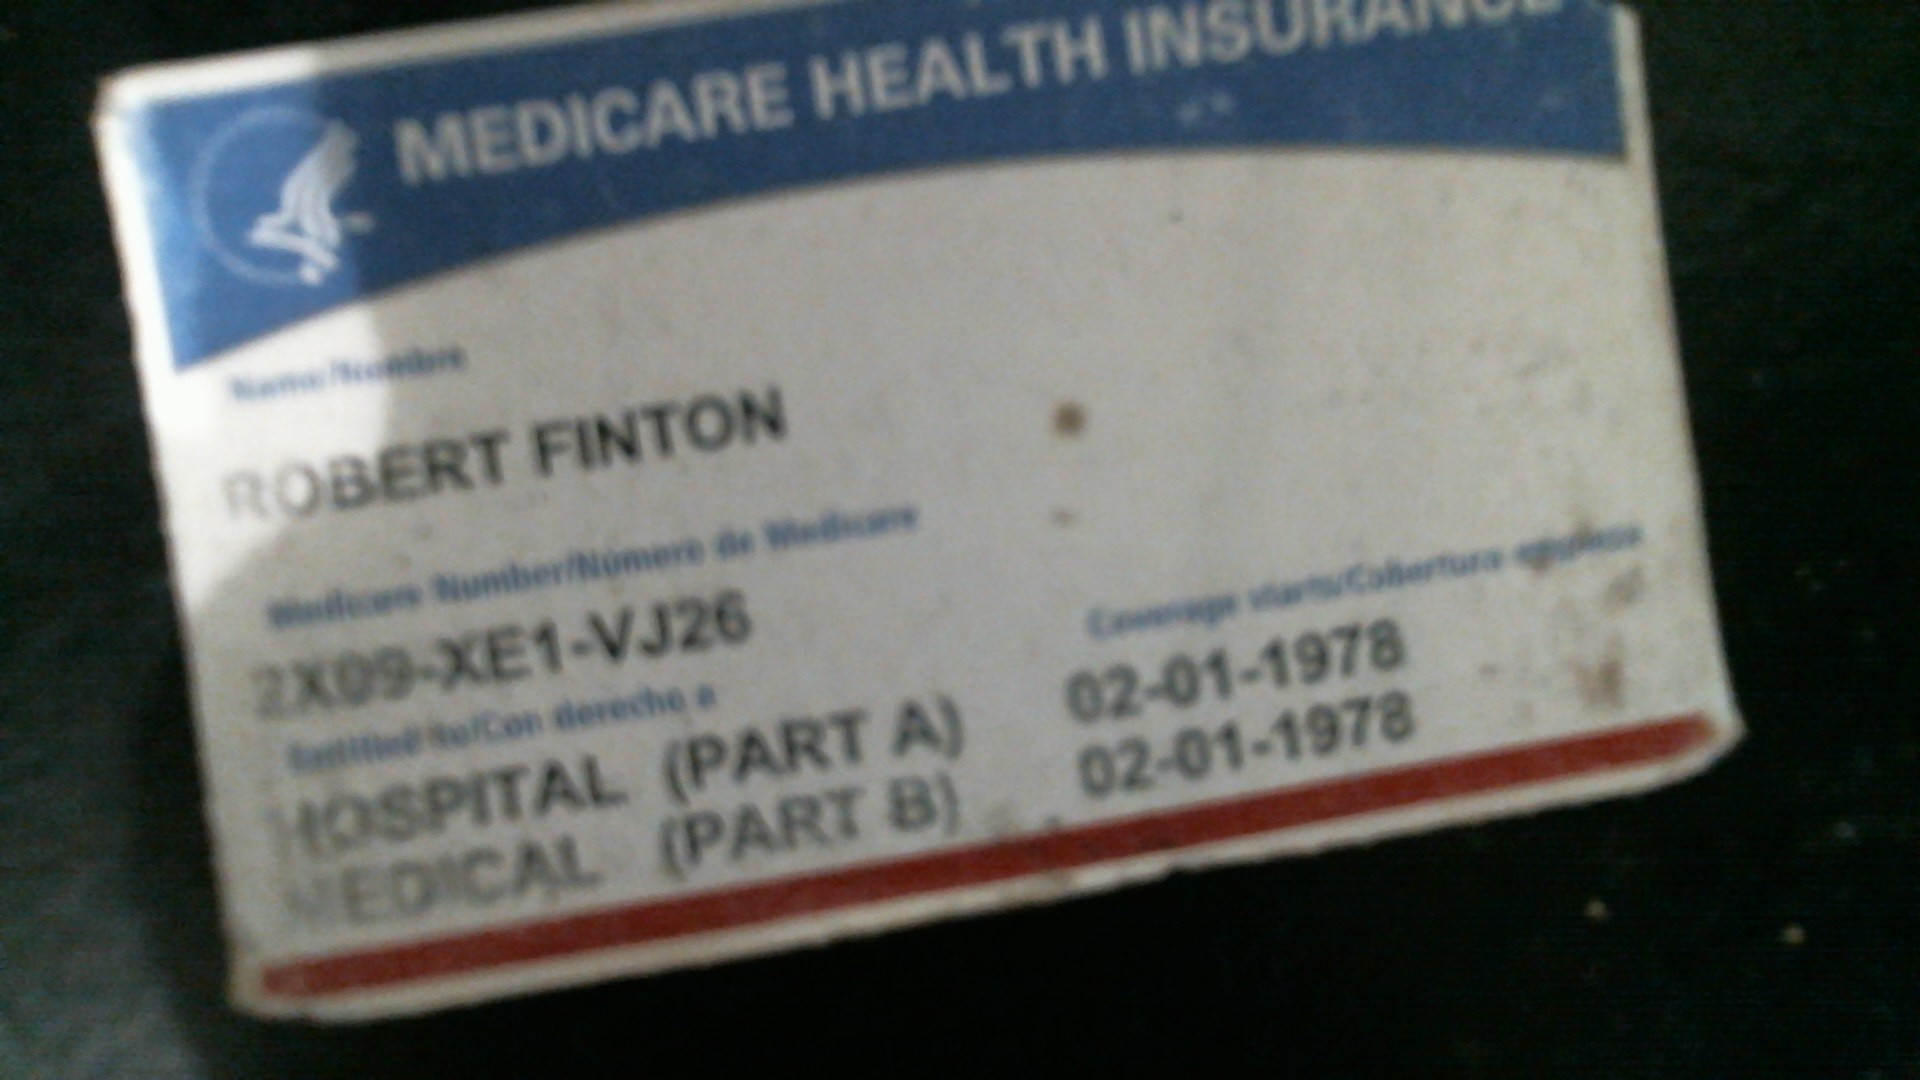 MEDICARE HEALTH INSURANCE
Name/Nombre
ROBERT FINTON
Medicare Number/Número de Medicare
2X09-XE1-VJ26
Entitled to/Con derecho a
Coverage starts/Cobertura empieza
HOSPITAL (PART A) 02-01-1978
MEDICAL (PART B) 02-01-1978